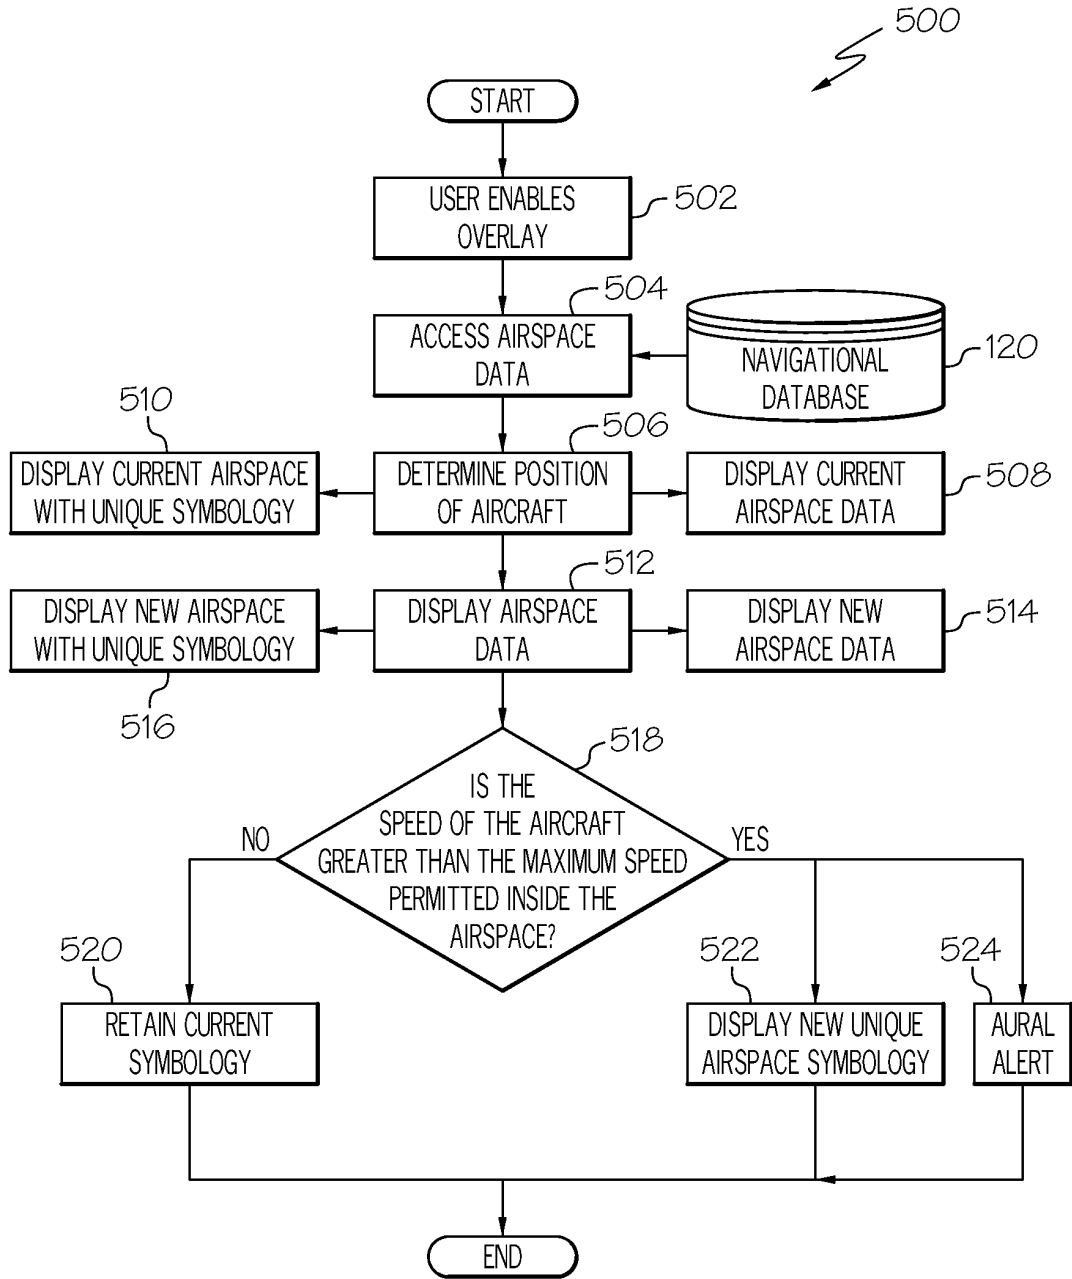 500
START
USER ENABLES
OVERLAY
502
504
ACCESS AIRSPACE
DATA
NAVIGATIONAL
DATABASE
120
510
506
DISPLAY CURRENT AIRSPACE
WITH UNIQUE SYMBOLOGY
DETERMINE POSITION
OF AIRCRAFT
DISPLAY CURRENT
AIRSPACE DATA
508
512
DISPLAY NEW AIRSPACE
WITH UNIQUE SYMBOLOGY
DISPLAY AIRSPACE
DATA
DISPLAY NEW
AIRSPACE DATA
514
516
518
IS THE
SPEED OF THE AIRCRAFT
GREATER THAN THE MAXIMUM SPEED
PERMITTED INSIDE THE
AIRSPACE?
NO
YES
520
522
524
RETAIN CURRENT
SYMBOLOGY
DISPLAY NEW UNIQUE
AIRSPACE SYMBOLOGY
AURAL
ALERT
END